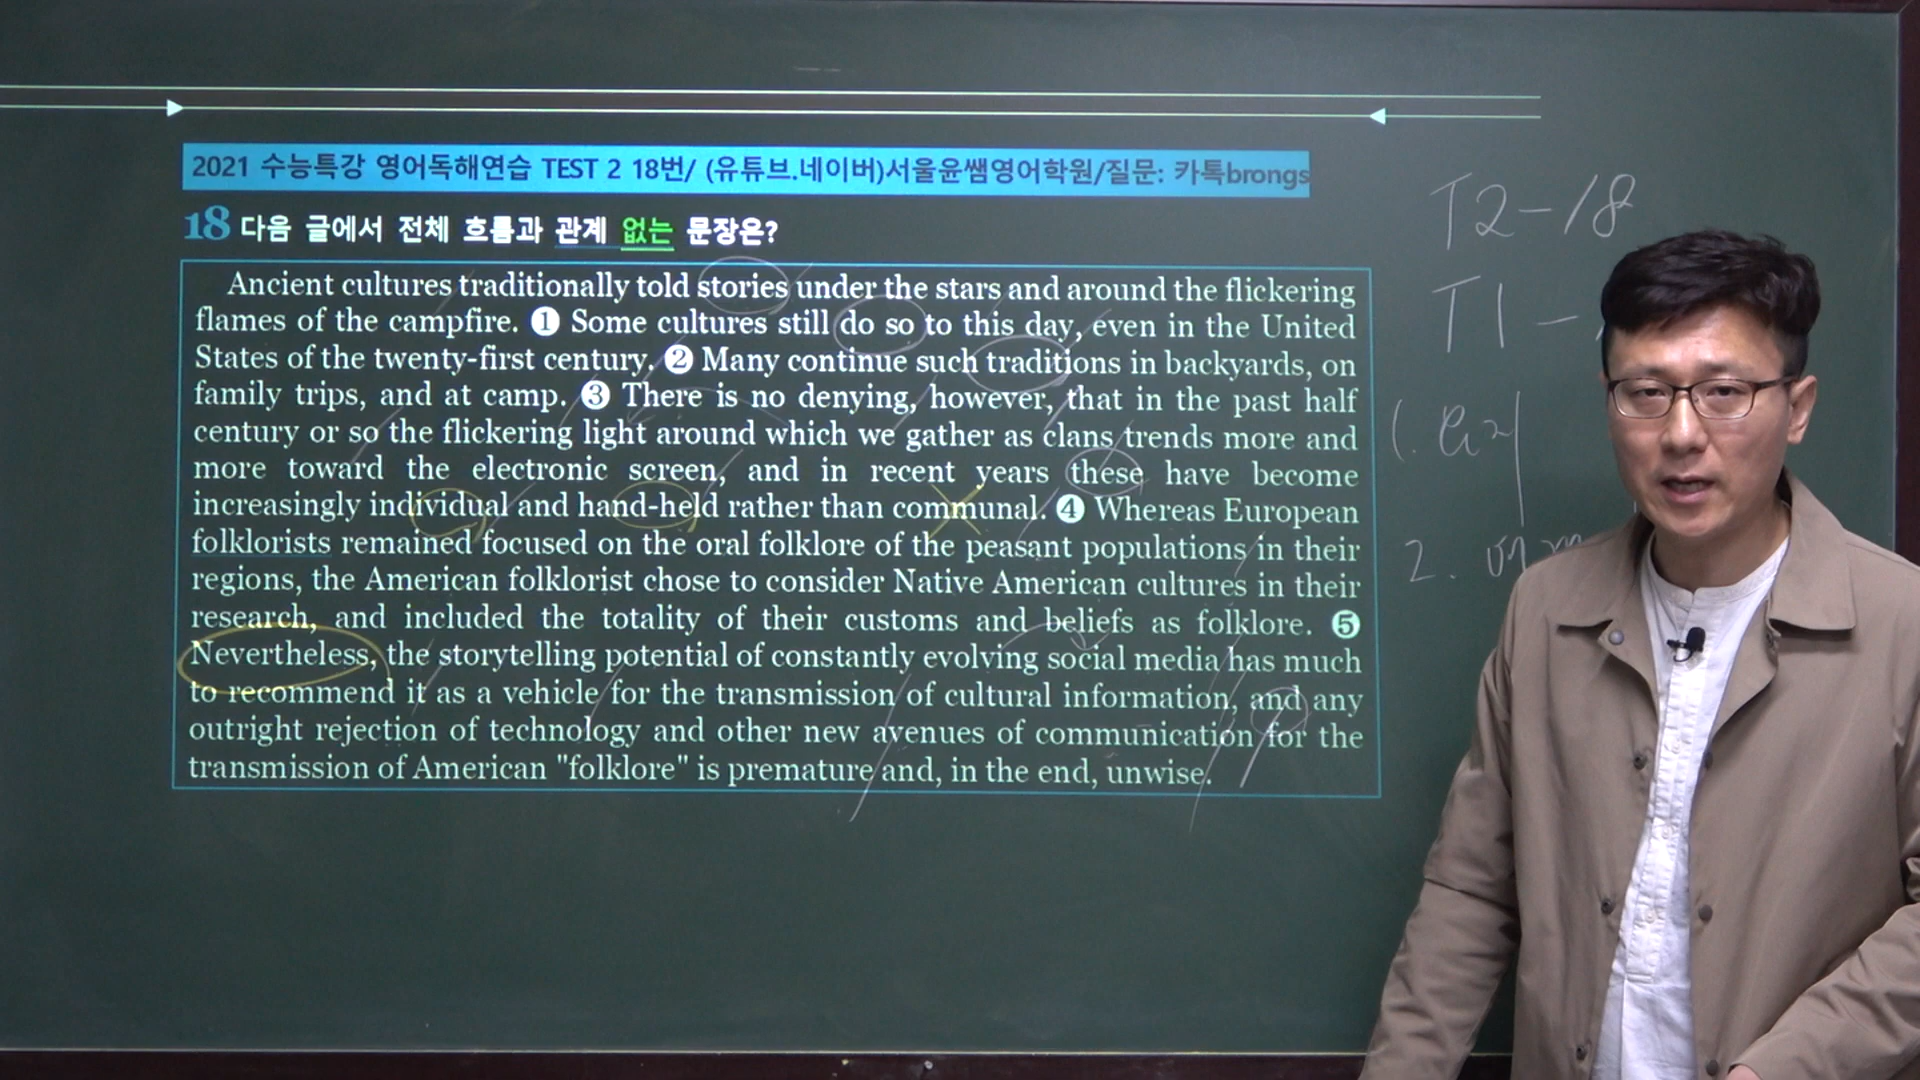 2021 수능특강 영어독해연습 TEST 2 18번/ (유튜브.네이버)서울윤쌤영어학원/질문: 카톡brongs
18 다음 글에서 전체 흐름과 관계 없는 문장은?
Ancient cultures traditionally told stories under the stars and around the flickering
flames of the campfire. ❶ Some cultures still do so to this day, even in the United
States of the twenty-first century. ❷ Many continue such traditions in backyards, on
family trips, and at camp. ❸ There is no denying, however, that in the past half
century or so the flickering light around which we gather as clans trends more and
more toward the electronic screen, and in recent years these have become
increasingly individual and hand-held rather than communal. ❹ Whereas European
folklorists remained focused on the oral folklore of the peasant populations in their
regions, the American folklorist chose to consider Native American cultures in their
research, and included the totality of their customs and beliefs as folklore. ❺
Nevertheless, the storytelling potential of constantly evolving social media has much
to recommend it as a vehicle for the transmission of cultural information, and any
outright rejection of technology and other new avenues of communication for the
transmission of American "folklore" is premature and, in the end, unwise.
T2-18
T1-
1.
2.